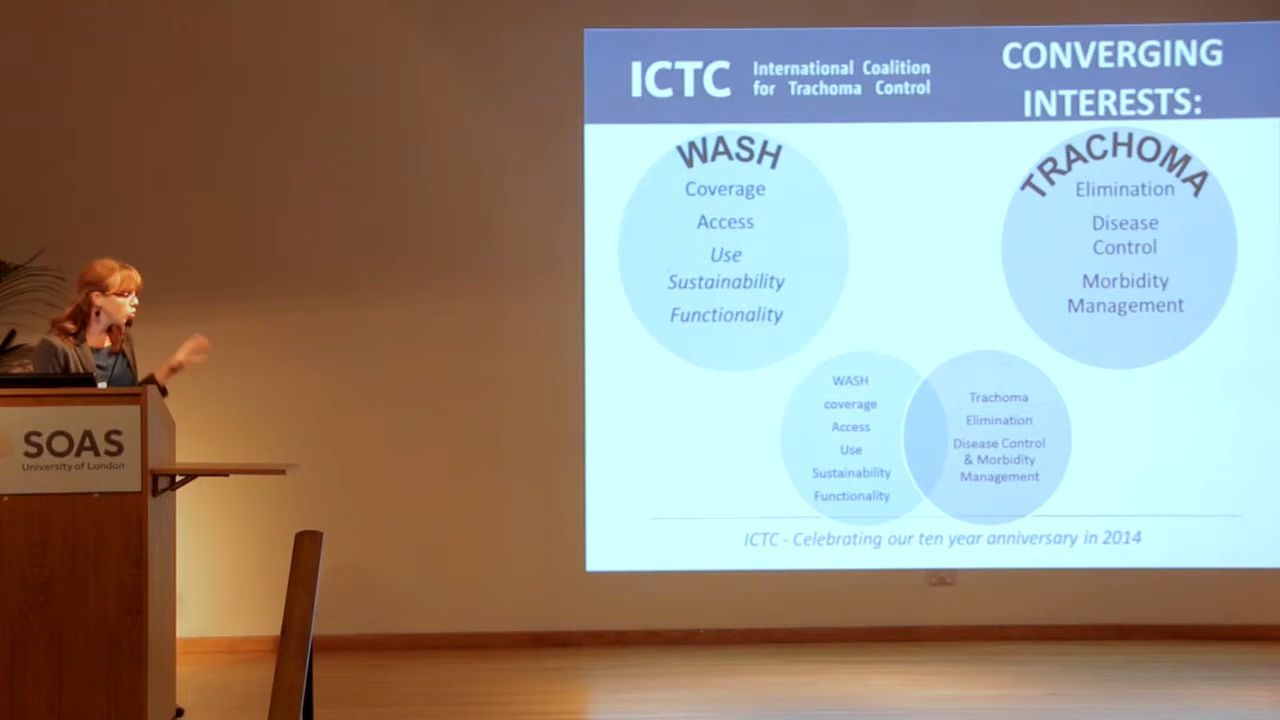 ICTC
International Coalition
for Trachoma Control
CONVERGING
INTERESTS:
WASH
Coverage
Access
Use
Sustainability
Functionality
TRACHOMA
Elimination
Disease
Control
Morbidity
Management
WASH
coverage
Access
Use
Sustainability
Functionality
Trachoma
Elimination
Disease Control
& Morbidity
Management
ICTC - Celebrating our ten year anniversary in 2014
SOAS
University of London